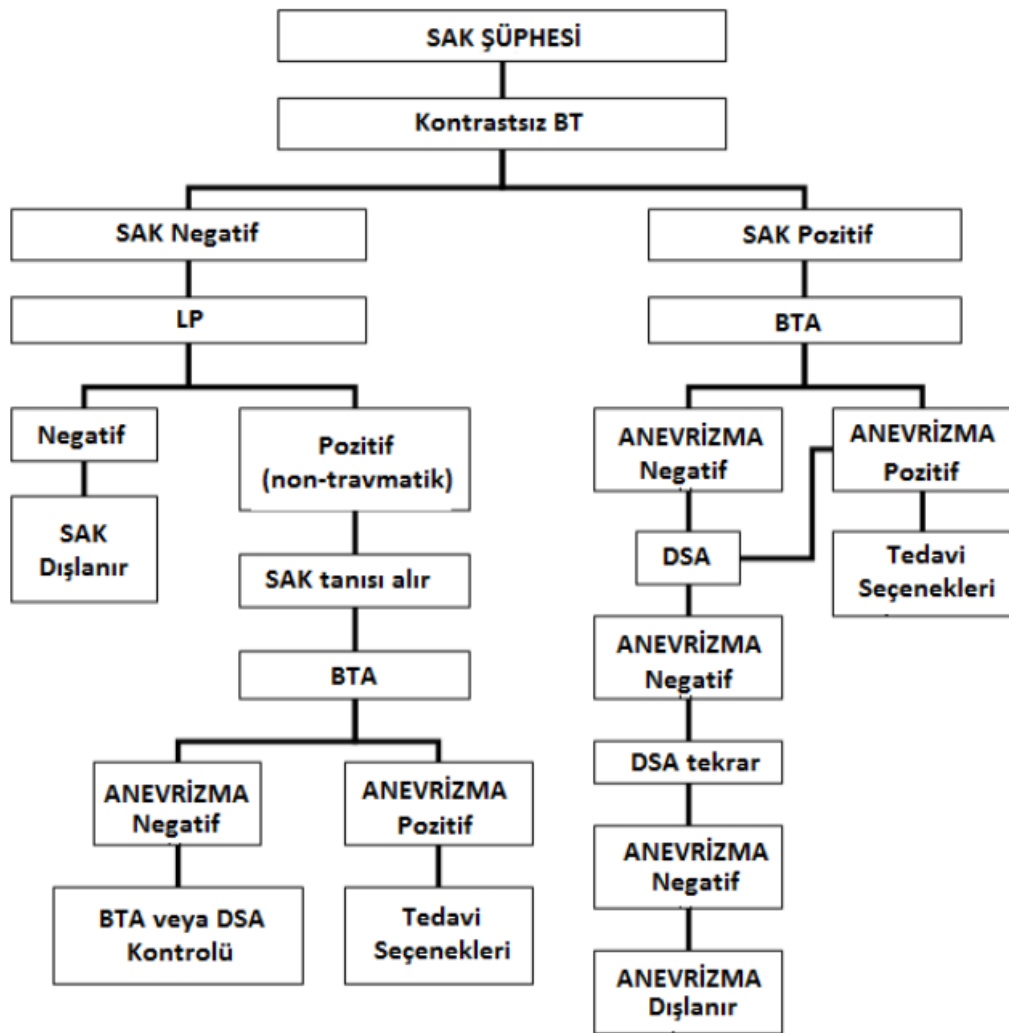 SAK ŞÜPHESİ
Kontrastsız BT
SAK Negatif
SAK Pozitif
LP
BTA
Negatif
Pozitif
(non-travmatik)
ANEVRİZMA
Negatif
ANEVRİZMA
Pozitif
SAK
Dışlanır
SAK tanısı alır
DSA
Tedavi
Seçenekleri
BTA
ANEVRİZMA
Negatif
DSA tekrar
ANEVRİZMA
Negatif
ANEVRİZMA
Pozitif
ANEVRİZMA
Negatif
BTA veya DSA
Kontrolü
Tedavi
Seçenekleri
ANEVRİZMA
Dışlanır